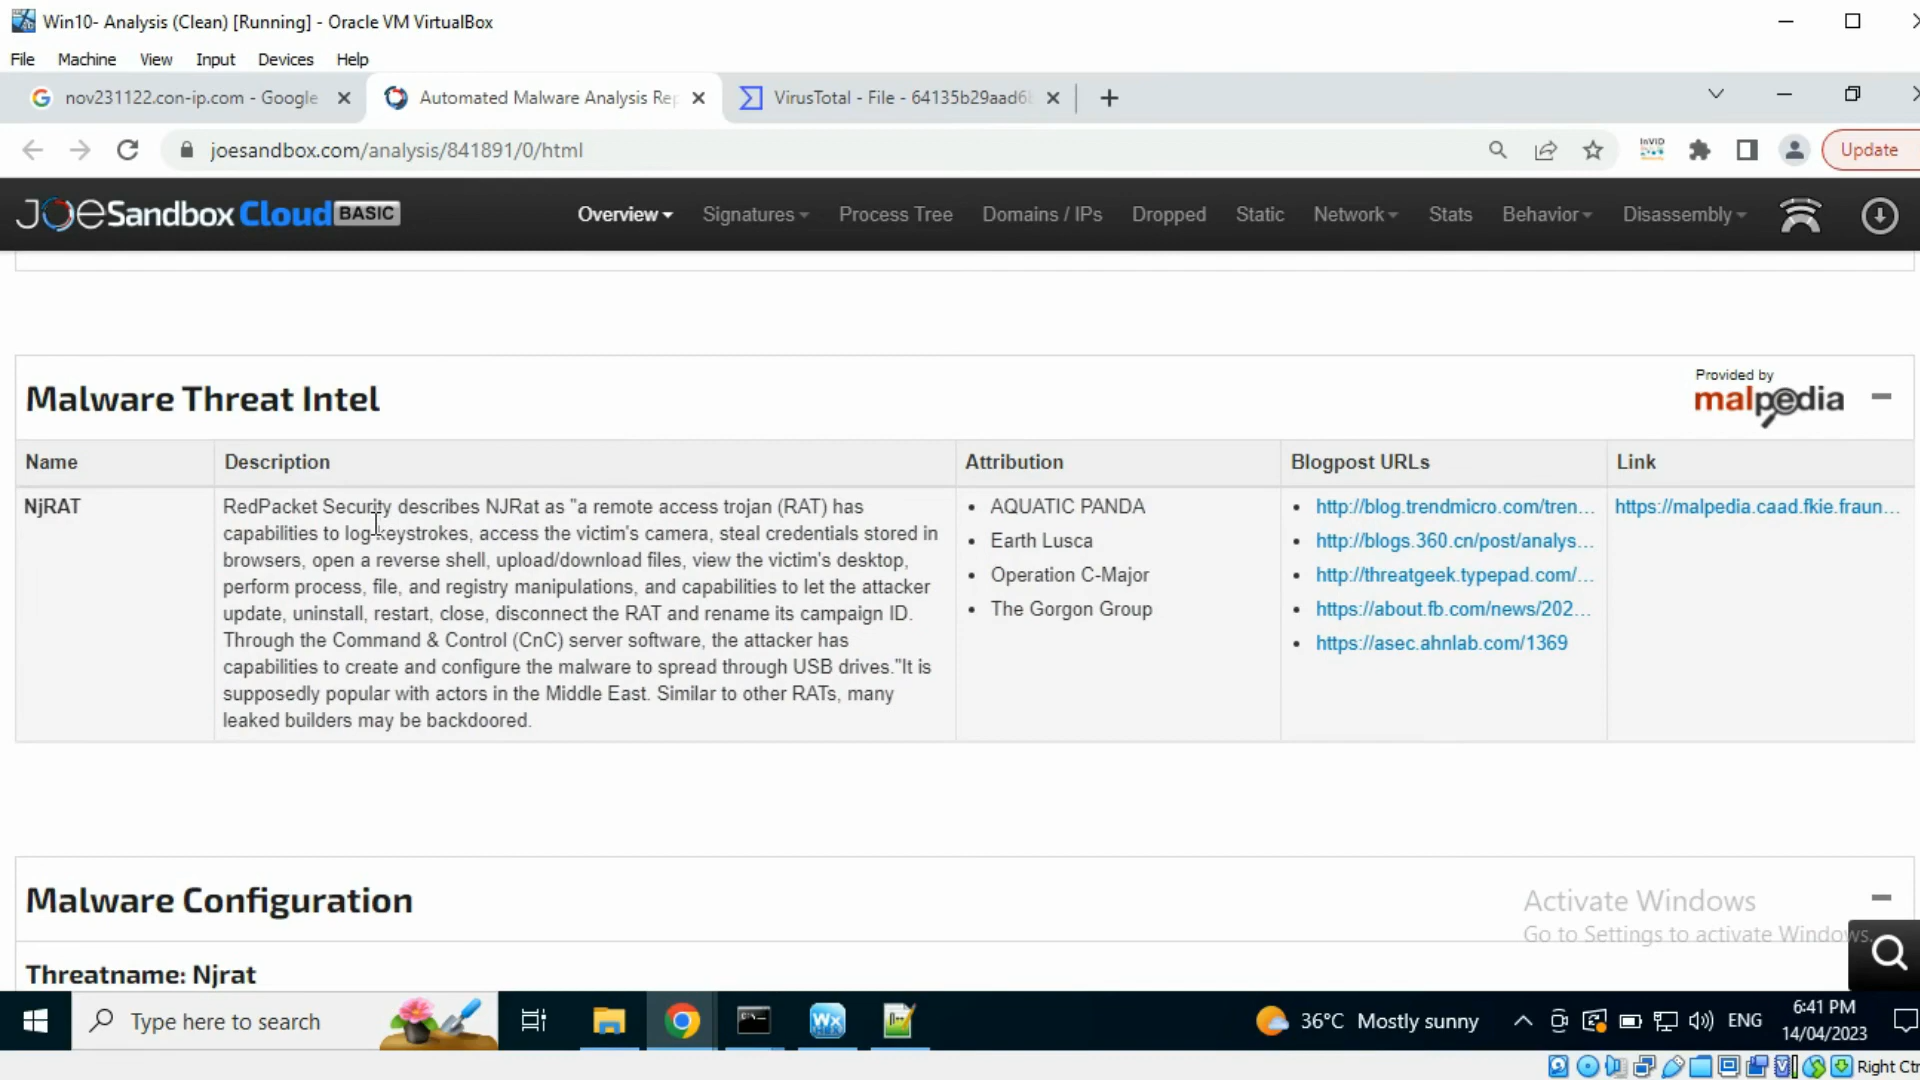 Win10- Analysis (Clean) [Running] - Oracle VM VirtualBox
File Machine View Input Devices Help
nov231122.con-ip.com - Google
Automated Malware Analysis Rep
VirusTotal - File - 64135b29aad6
joesandbox.com/analysis/841891/0/html
InVID
Update
JOeSandbox Cloud BASIC
Overview Signatures Process Tree Domains / IPs Dropped Static Network Stats Behavior Disassembly
Malware Threat Intel
Provided by
malpedia
Name Description Attribution Blogpost URLs Link
NjRAT
RedPacket Security describes NJRat as "a remote access trojan (RAT) has
capabilities to log keystrokes, access the victim's camera, steal credentials stored in
browsers, open a reverse shell, upload/download files, view the victim's desktop,
perform process, file, and registry manipulations, and capabilities to let the attacker
update, uninstall, restart, close, disconnect the RAT and rename its campaign ID.
Through the Command & Control (CnC) server software, the attacker has
capabilities to create and configure the malware to spread through USB drives."It is
supposedly popular with actors in the Middle East. Similar to other RATs, many
leaked builders may be backdoored.
• AQUATIC PANDA
• Earth Lusca
• Operation C-Major
• The Gorgon Group
• http://blog.trendmicro.com/tren...
• http://blogs.360.cn/post/analys...
• http://threatgeek.typepad.com/...
• https://about.fb.com/news/202...
• https://asec.ahnlab.com/1369
https://malpedia.caad.fkie.fraun...
Malware Configuration
Threatname: Njrat
Activate Windows
Go to Settings to activate Windows.
Type here to search
36°C Mostly sunny
ENG
6:41 PM
14/04/2023
Right Ctr